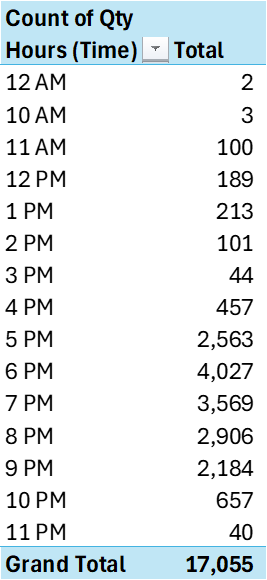 Count of Qty
Hours (Time) Total
12 AM 2
10 AM 3
11 AM 100
12 PM 189
1 PM 213
2 PM 101
3 PM 44
4 PM 457
5 PM 2,563
6 PM 4,027
7 PM 3,569
8 PM 2,906
9 PM 2,184
10 PM 657
11 PM 40
Grand Total 17,055